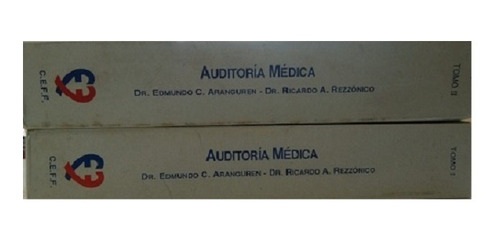 AUDITORÍA MÉDICA
DR. EDMUNDO C. ARANGUREN - DR. RICARDO A. REZZÓNICO
TOMO II
C.E.F.F.
AUDITORÍA MÉDICA
DR. EDMUNDO C. ARANGUREN - DR. RICARDO A. REZZÓNICO
TOMO I
C.E.F.F.